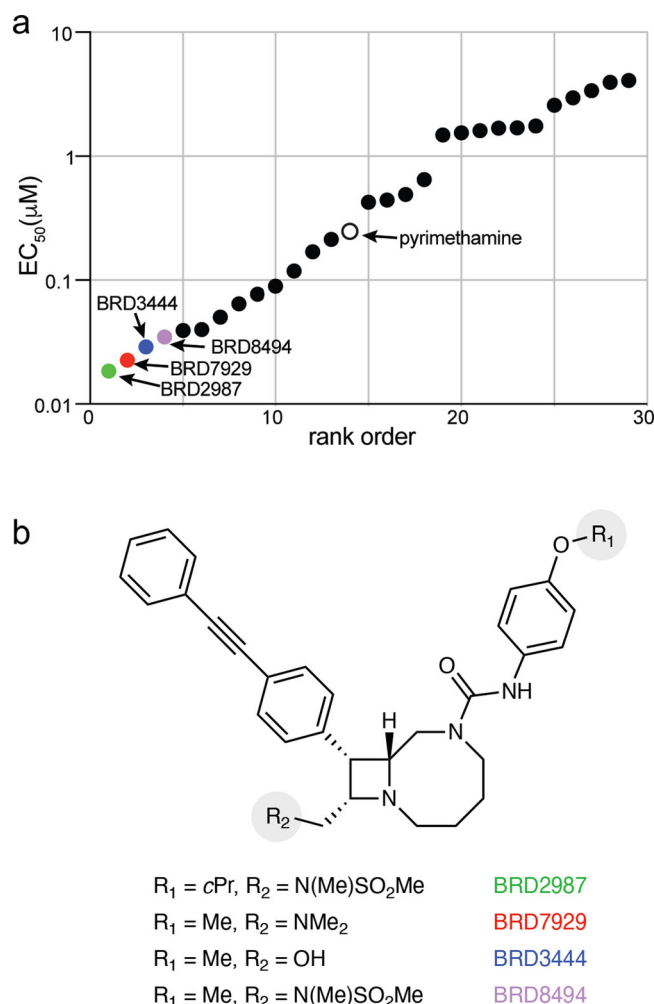 a
10
1
0.1
0.01
EC50(μM)
pyrimethamine
BRD3444
BRD8494
BRD7929
BRD2987
0 10 20 30
rank order
b
O R1
O
NH
H
N
N
R2
R1 = cPr, R2 = N(Me)SO2Me BRD2987
R1 = Me, R2 = NMe2 BRD7929
R1 = Me, R2 = OH BRD3444
R1 = Me, R2 = N(Me)SO2Me BRD8494